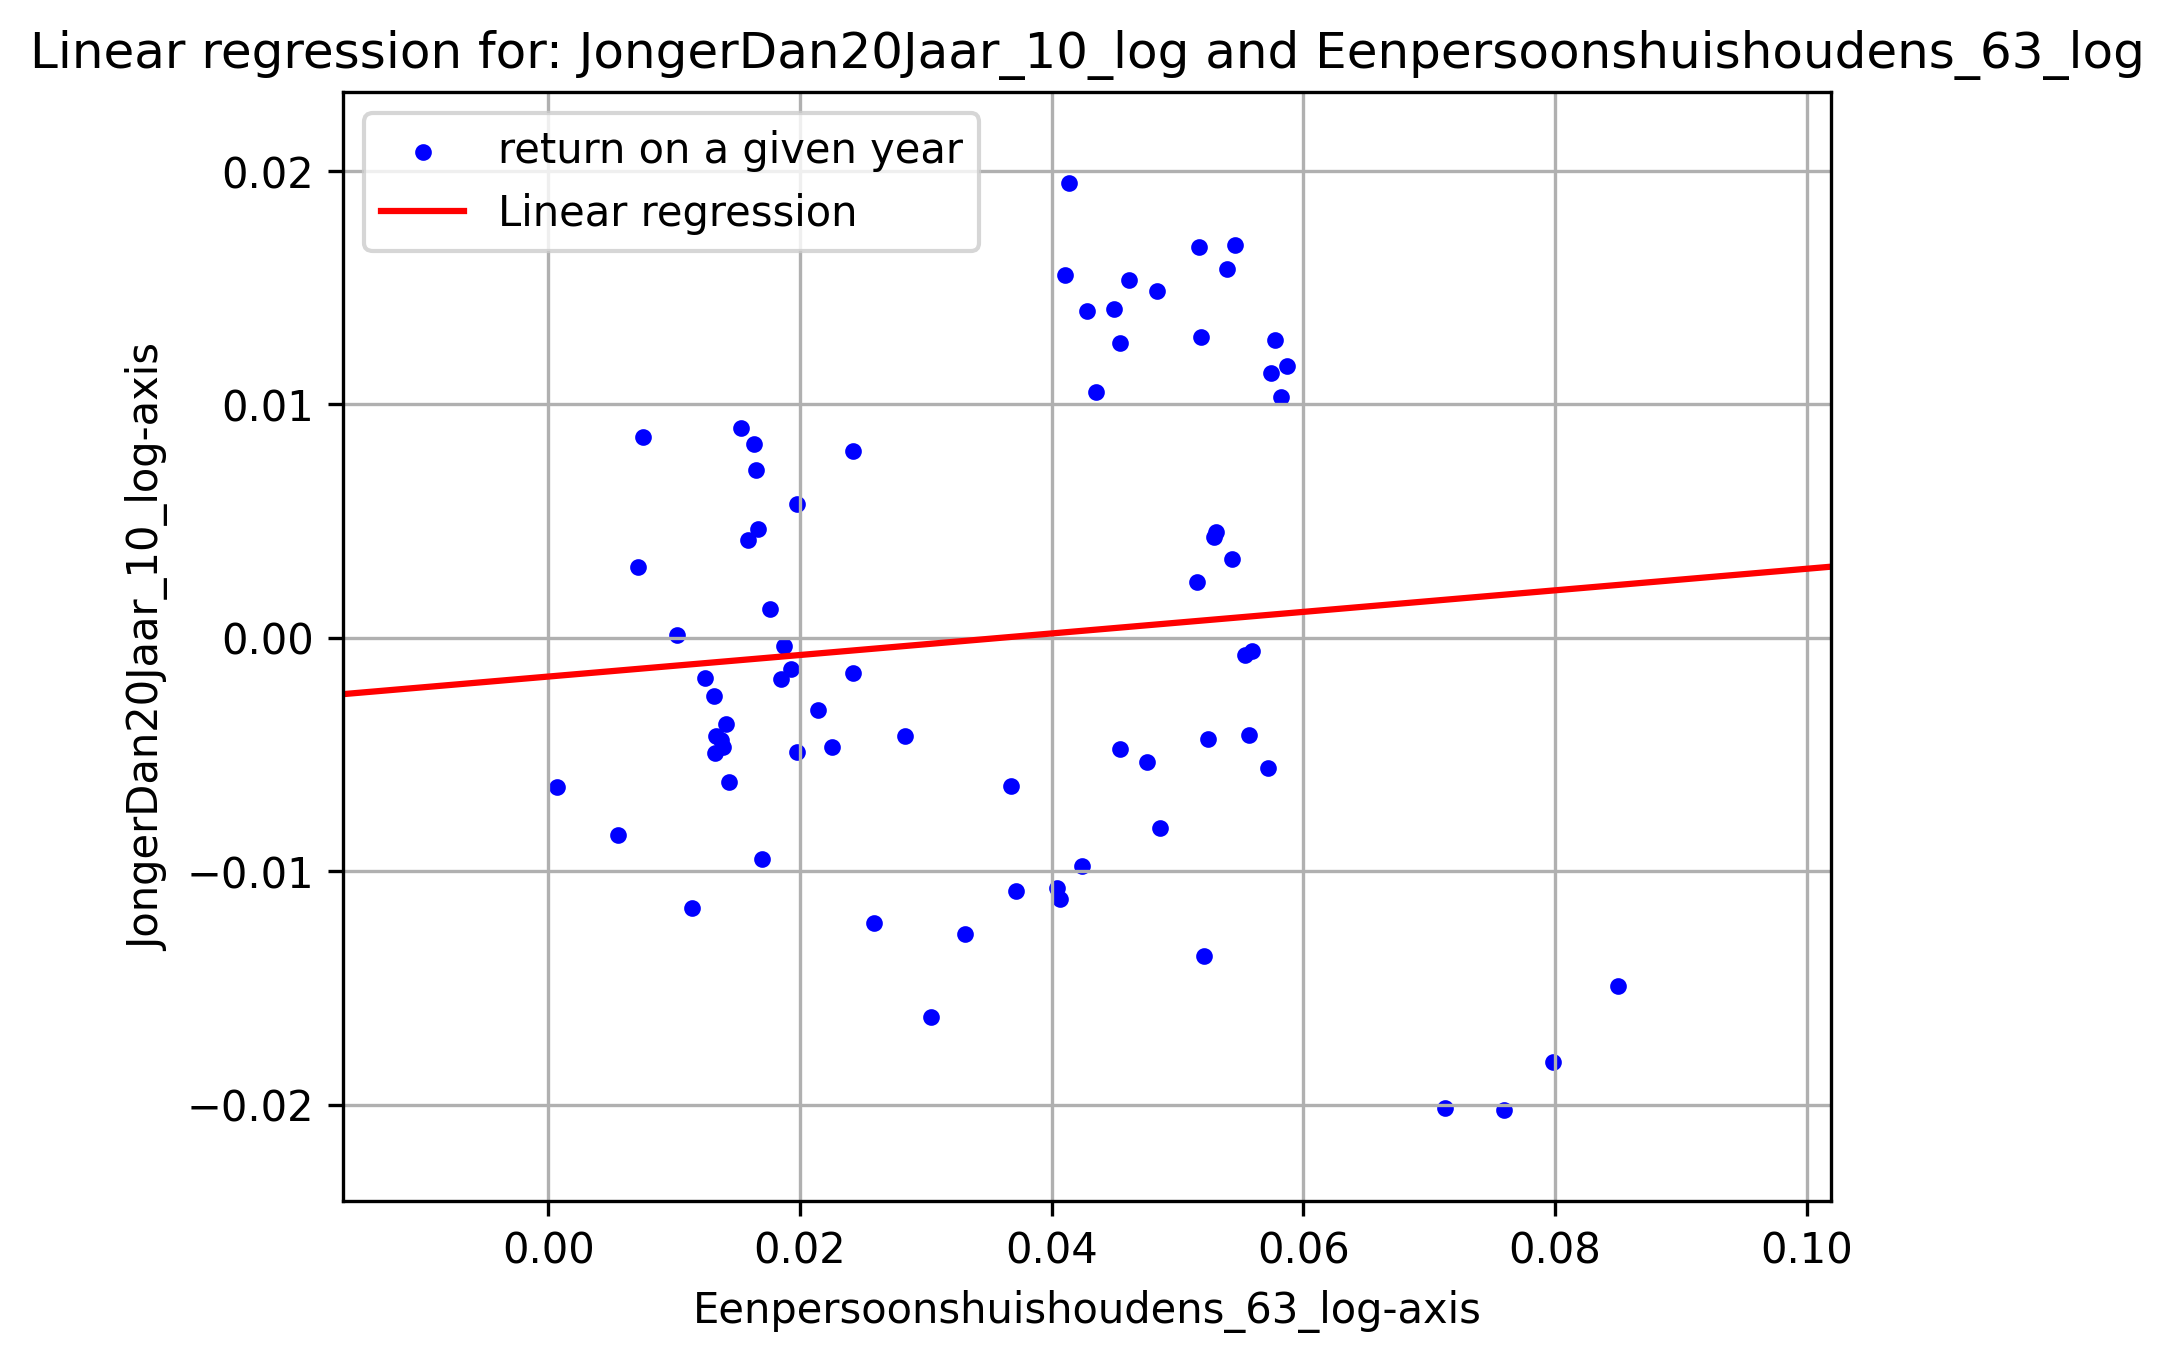 Linear regression for: JongerDan20Jaar_10_log and Eenpersoonshuishoudens_63_log
return on a given year
Linear regression
0.02
0.01
0.00
−0.01
−0.02
JongerDan20Jaar_10_log-axis
0.00 0.02 0.04 0.06 0.08 0.10
Eenpersoonshuishoudens_63_log-axis